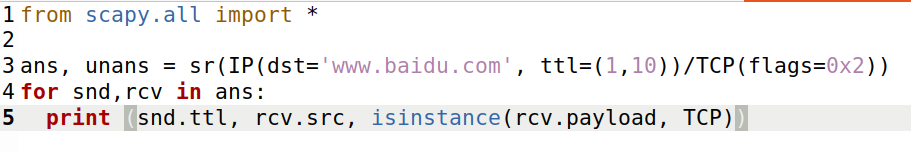 1 from scapy.all import *
2
3 ans, unans = sr(IP(dst='www.baidu.com', ttl=(1,10))/TCP(flags=0x2))
4 for snd,rcv in ans:
5   print (snd.ttl, rcv.src, isinstance(rcv.payload, TCP))